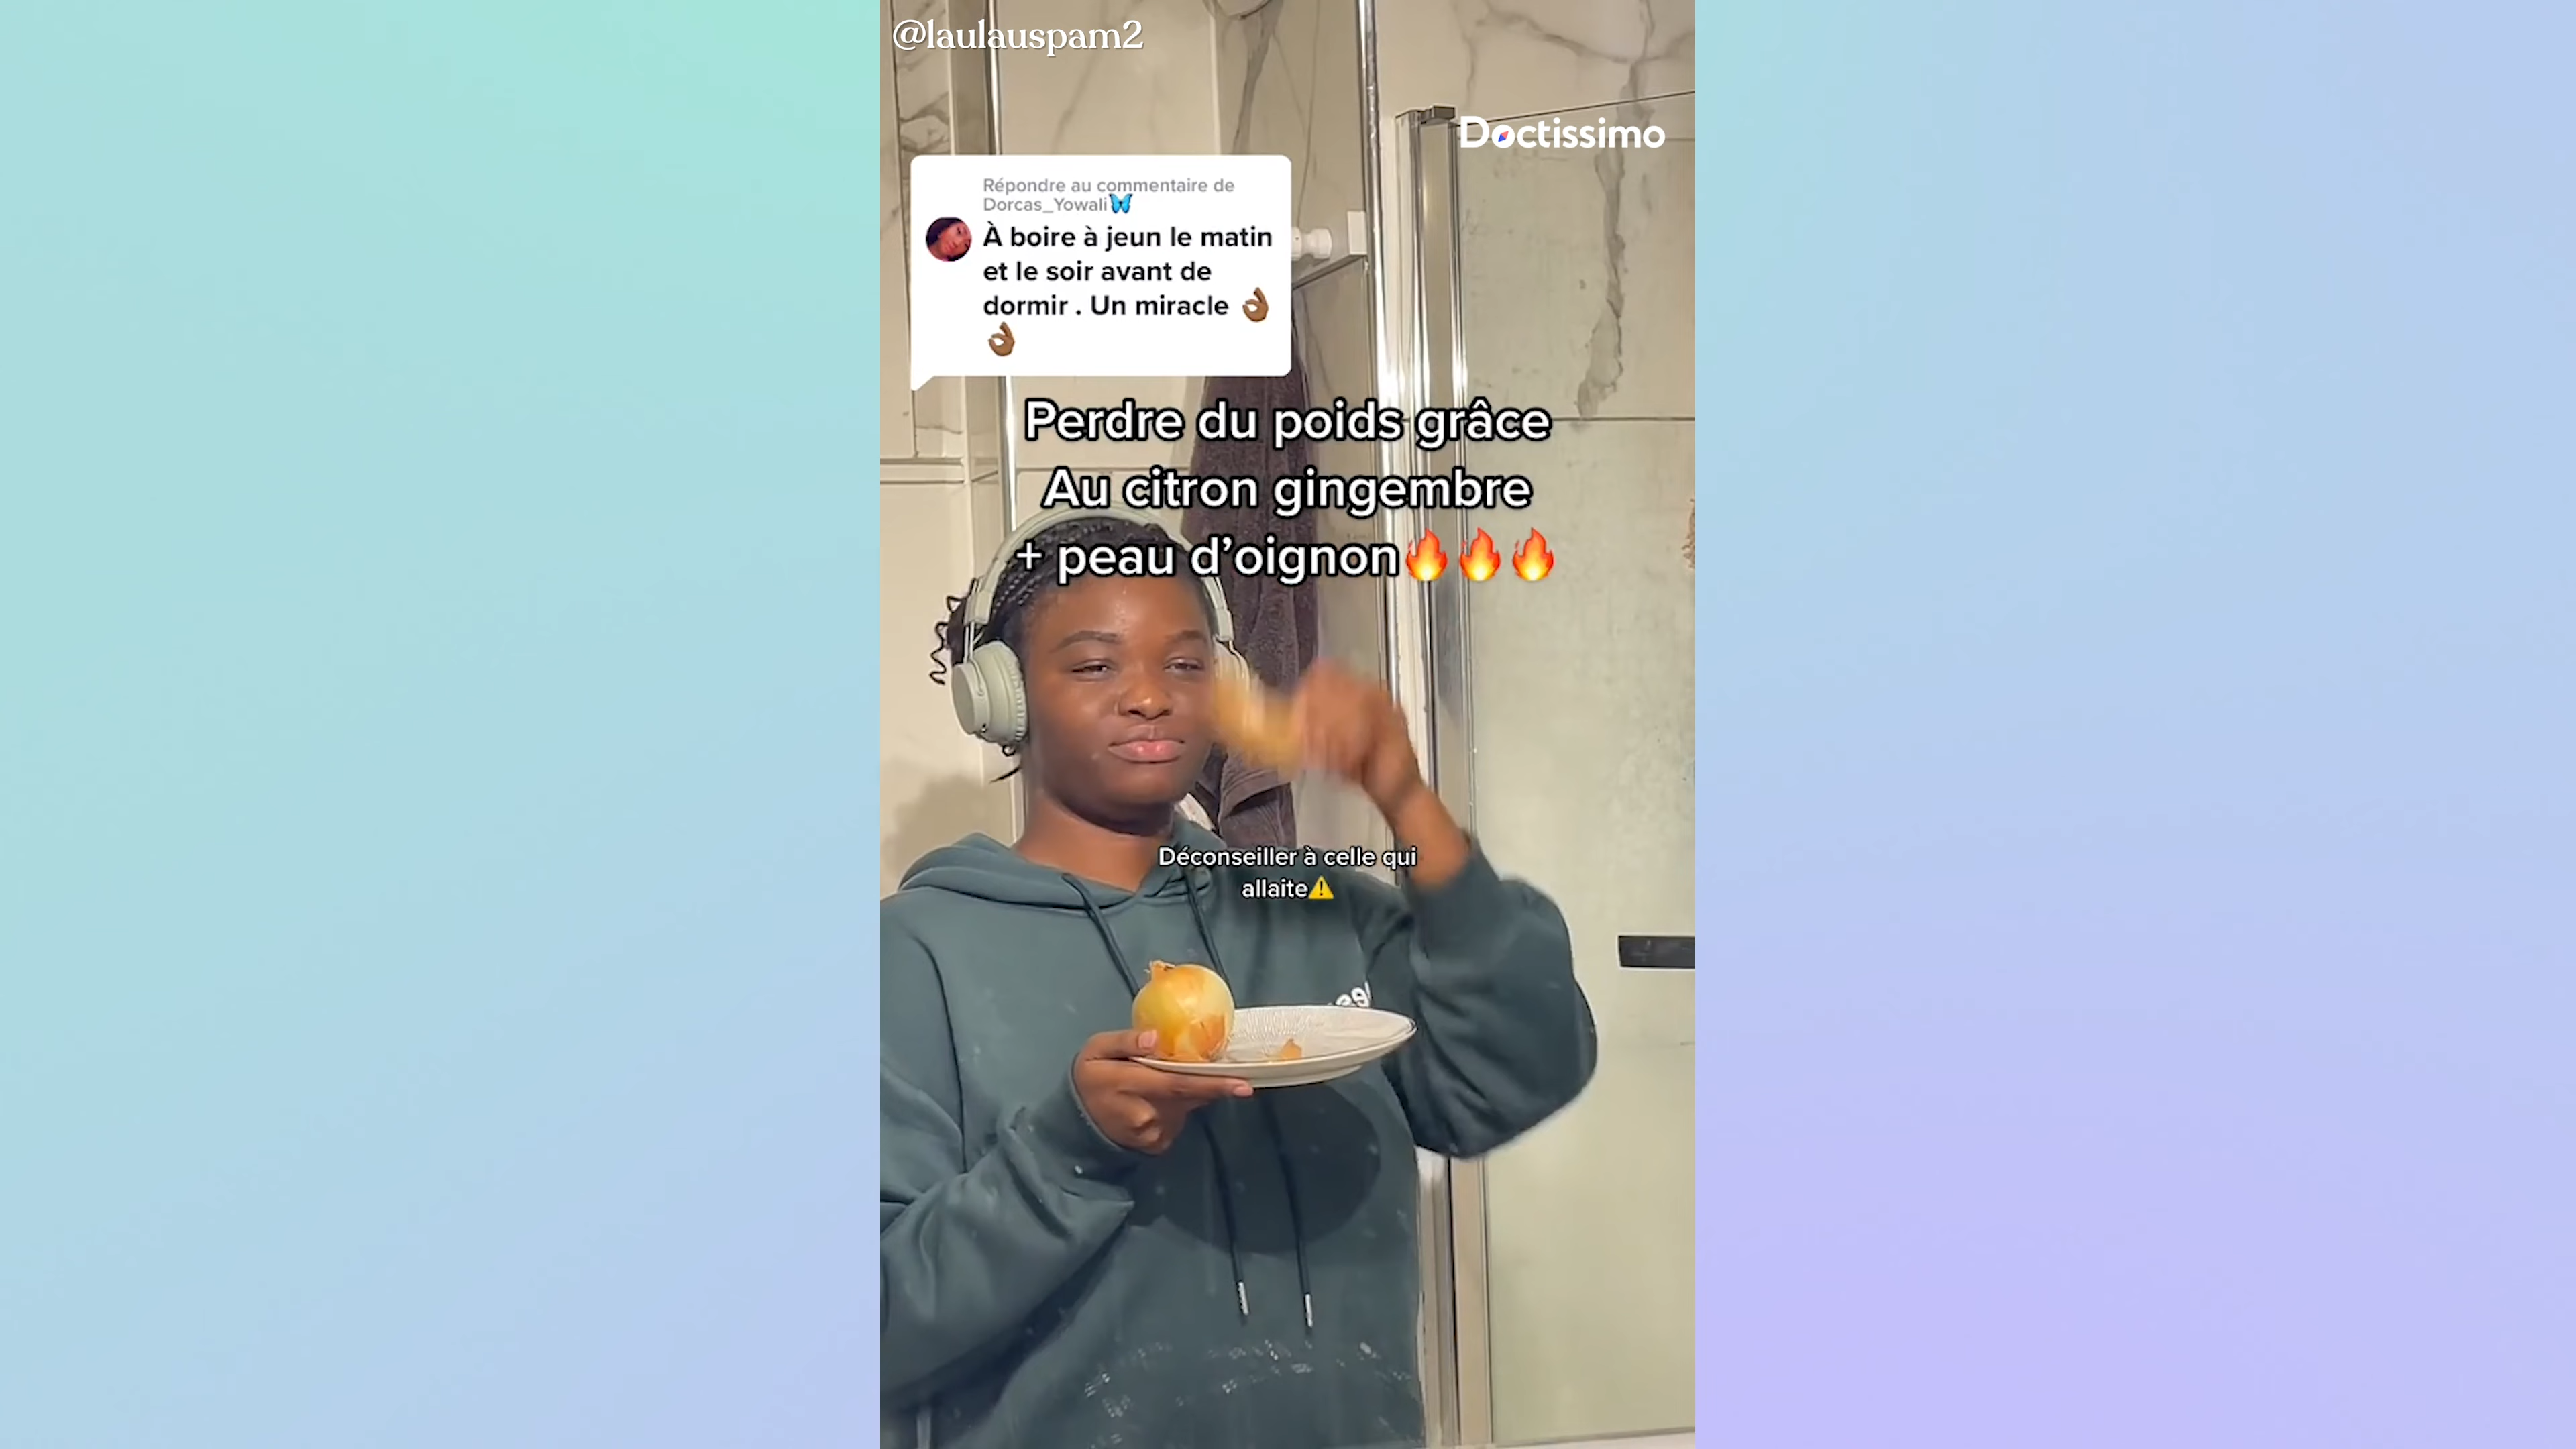 @laulauspam2
Doctissimo
Répondre au commentaire de
Dorcas_Yowali🦋
À boire à jeun le matin
et le soir avant de
dormir . Un miracle 👌🏾
👌🏾
Perdre du poids grâce
Au citron gingembre
+ peau d’oignon🔥🔥🔥
Déconseiller à celle qui
allaite⚠️